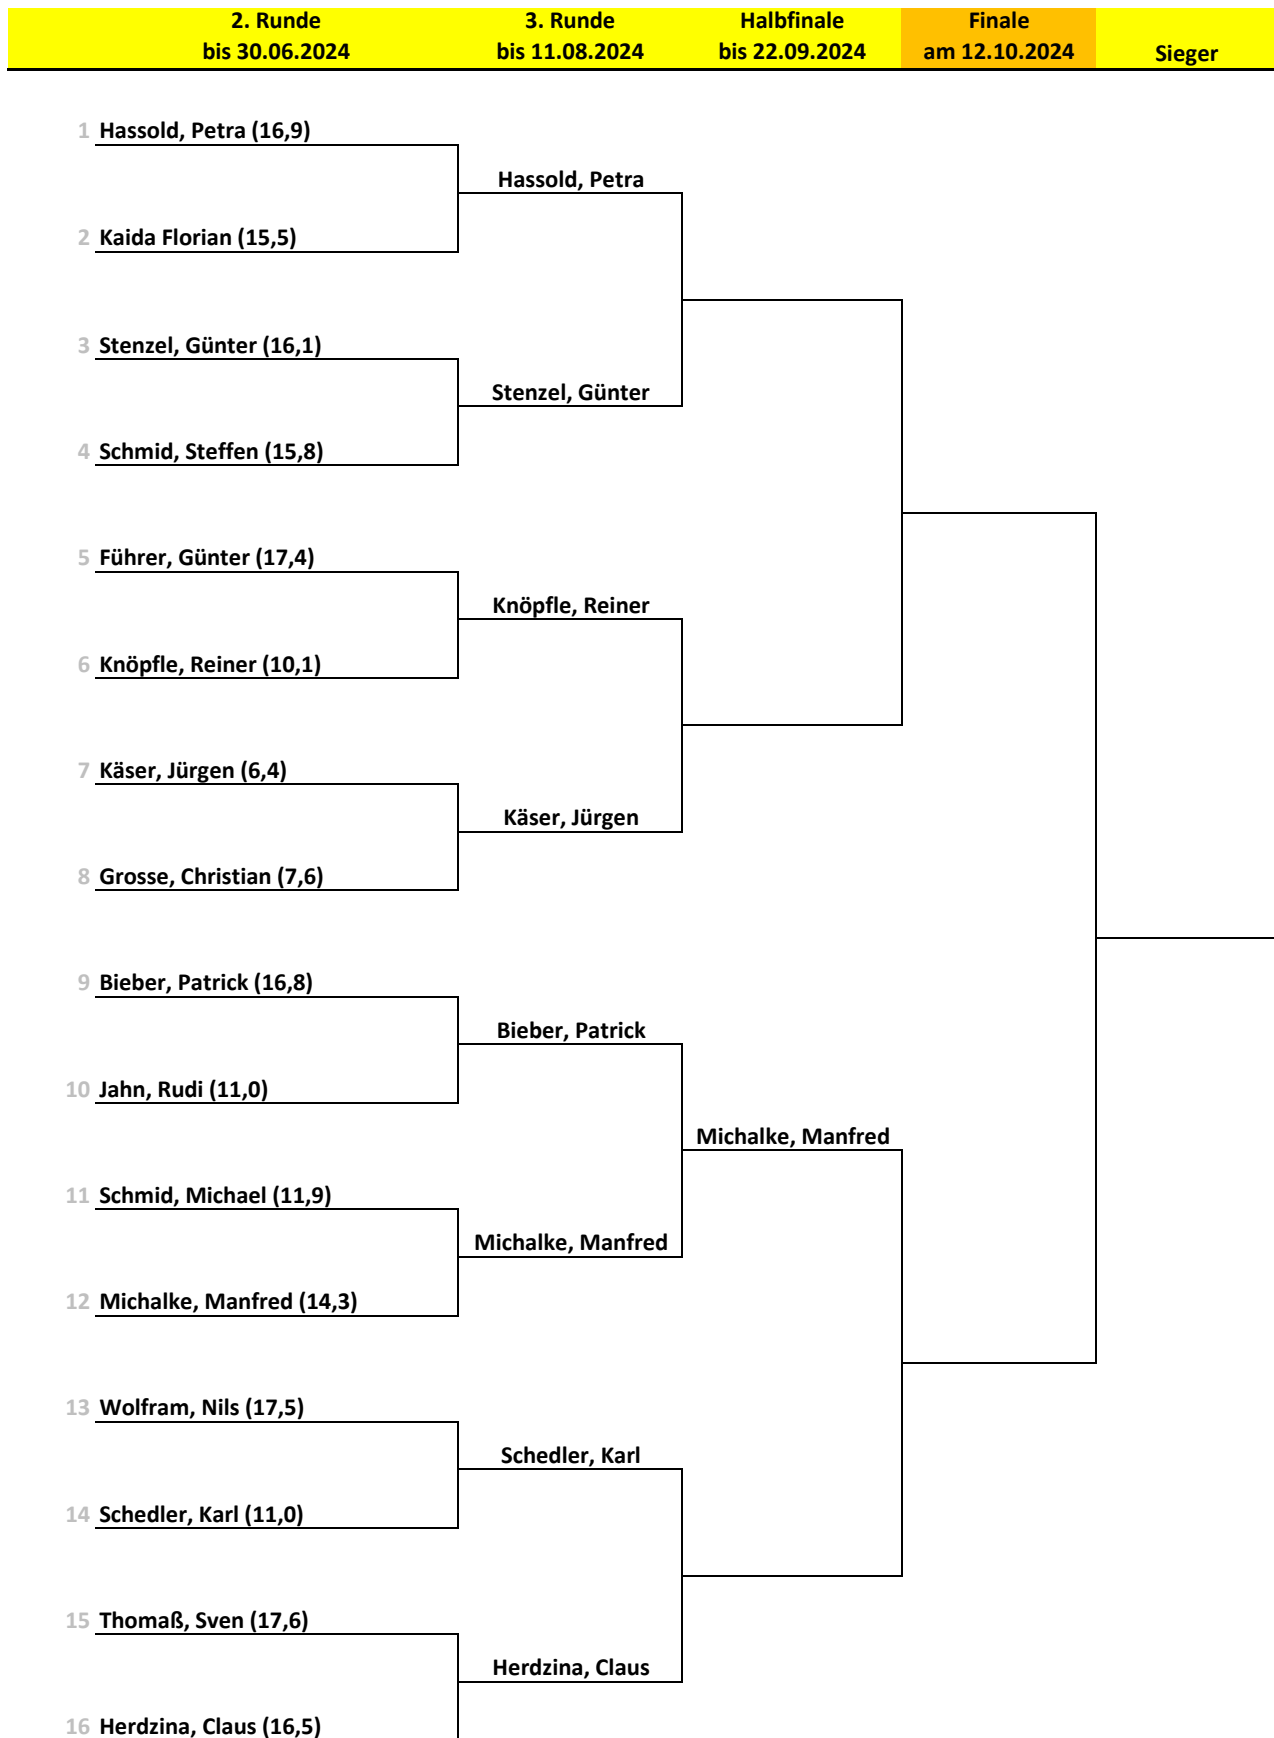 2. Runde 3. Runde Halbfinale Finale
bis 30.06.2024 bis 11.08.2024 bis 22.09.2024 am 12.10.2024 Sieger
1 Hassold, Petra (16,9)
Hassold, Petra
2 Kaida Florian (15,5)
3 Stenzel, Günter (16,1)
Stenzel, Günter
4 Schmid, Steffen (15,8)
5 Führer, Günter (17,4)
Knöpfle, Reiner
6 Knöpfle, Reiner (10,1)
7 Käser, Jürgen (6,4)
Käser, Jürgen
8 Grosse, Christian (7,6)
9 Bieber, Patrick (16,8)
Bieber, Patrick
10 Jahn, Rudi (11,0)
Michalke, Manfred
11 Schmid, Michael (11,9)
Michalke, Manfred
12 Michalke, Manfred (14,3)
13 Wolfram, Nils (17,5)
Schedler, Karl
14 Schedler, Karl (11,0)
15 Thomaß, Sven (17,6)
Herdzina, Claus
16 Herdzina, Claus (16,5)